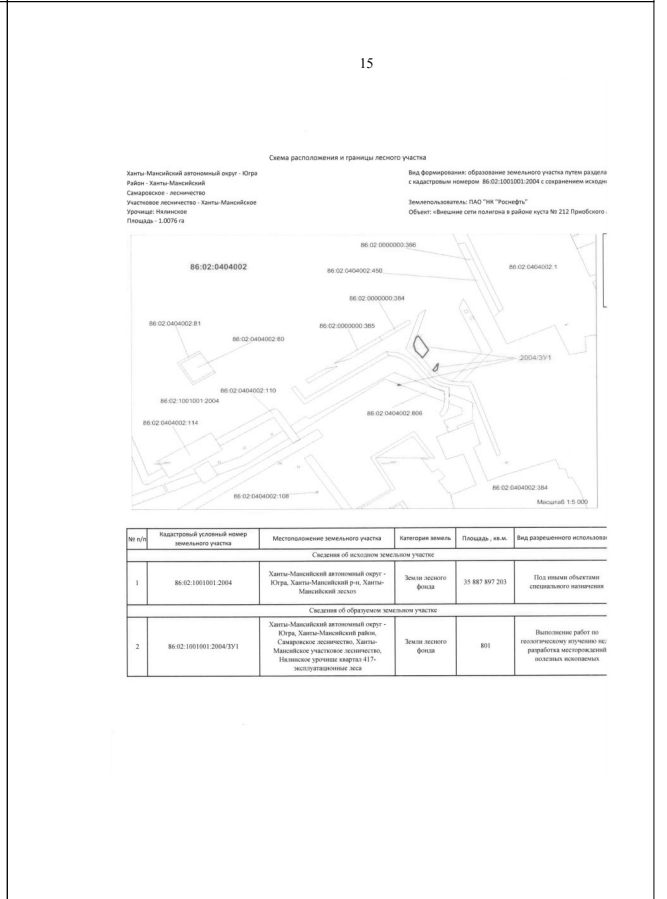 15
Схема расположения и границы лесного участка
Ханты-Мансийский автономный округ - Югра
Район - Ханты-Мансийский
Самаровское - лесничество
Участковое лесничество - Ханты-Мансийское
Урочище: Нялинское
Площадь - 1.0076 га
Вид формирования: образование земельного участка путем раздела
с кадастровым номером 86:02:1001001:2004 с сохранением исходн
Землепользователь: ПАО "НК "Роснефть"
Объект: «Внешние сети полигона в районе куста № 212 Приобского
86:02:0000000:366
86:02:0404002
86:02:0404002:450
86:02:0404002:1
86:02:0000000:384
86:02:0404002:81
86:02:0000000:365
86:02:0404002:80
:2004/ЗУ1
86:02:0404002:110
86:02:1001001:2004
86:02:0404002:806
86:02:0404002:114
86:02:0404002:384
86:02:0404002:108
Масштаб 1:5 000
№ п/п
Кадастровый условный номер
земельного участка
Местоположение земельного участка
Категория земель
Площадь , кв.м.
Вид разрешенного использован
Сведения об исходном земельном участке
1
86:02:1001001:2004
Ханты-Мансийский автономный округ -
Югра, Ханты-Мансийский р-н, Ханты-
Мансийский лесхоз
Земли лесного
фонда
35 887 897 203
Под иными объектами
специального назначения
Сведения об образуемом земельном участке
2
86:02:1001001:2004/ЗУ1
Ханты-Мансийский автономный округ -
Югра, Ханты-Мансийский район,
Самаровское лесничество, Ханты-
Мансийское участковое лесничество,
Нялинское урочище квартал 417-
эксплуатационные леса
Земли лесного
фонда
801
Выполнение работ по
геологическому изучению нед
разработка месторождений
полезных ископаемых